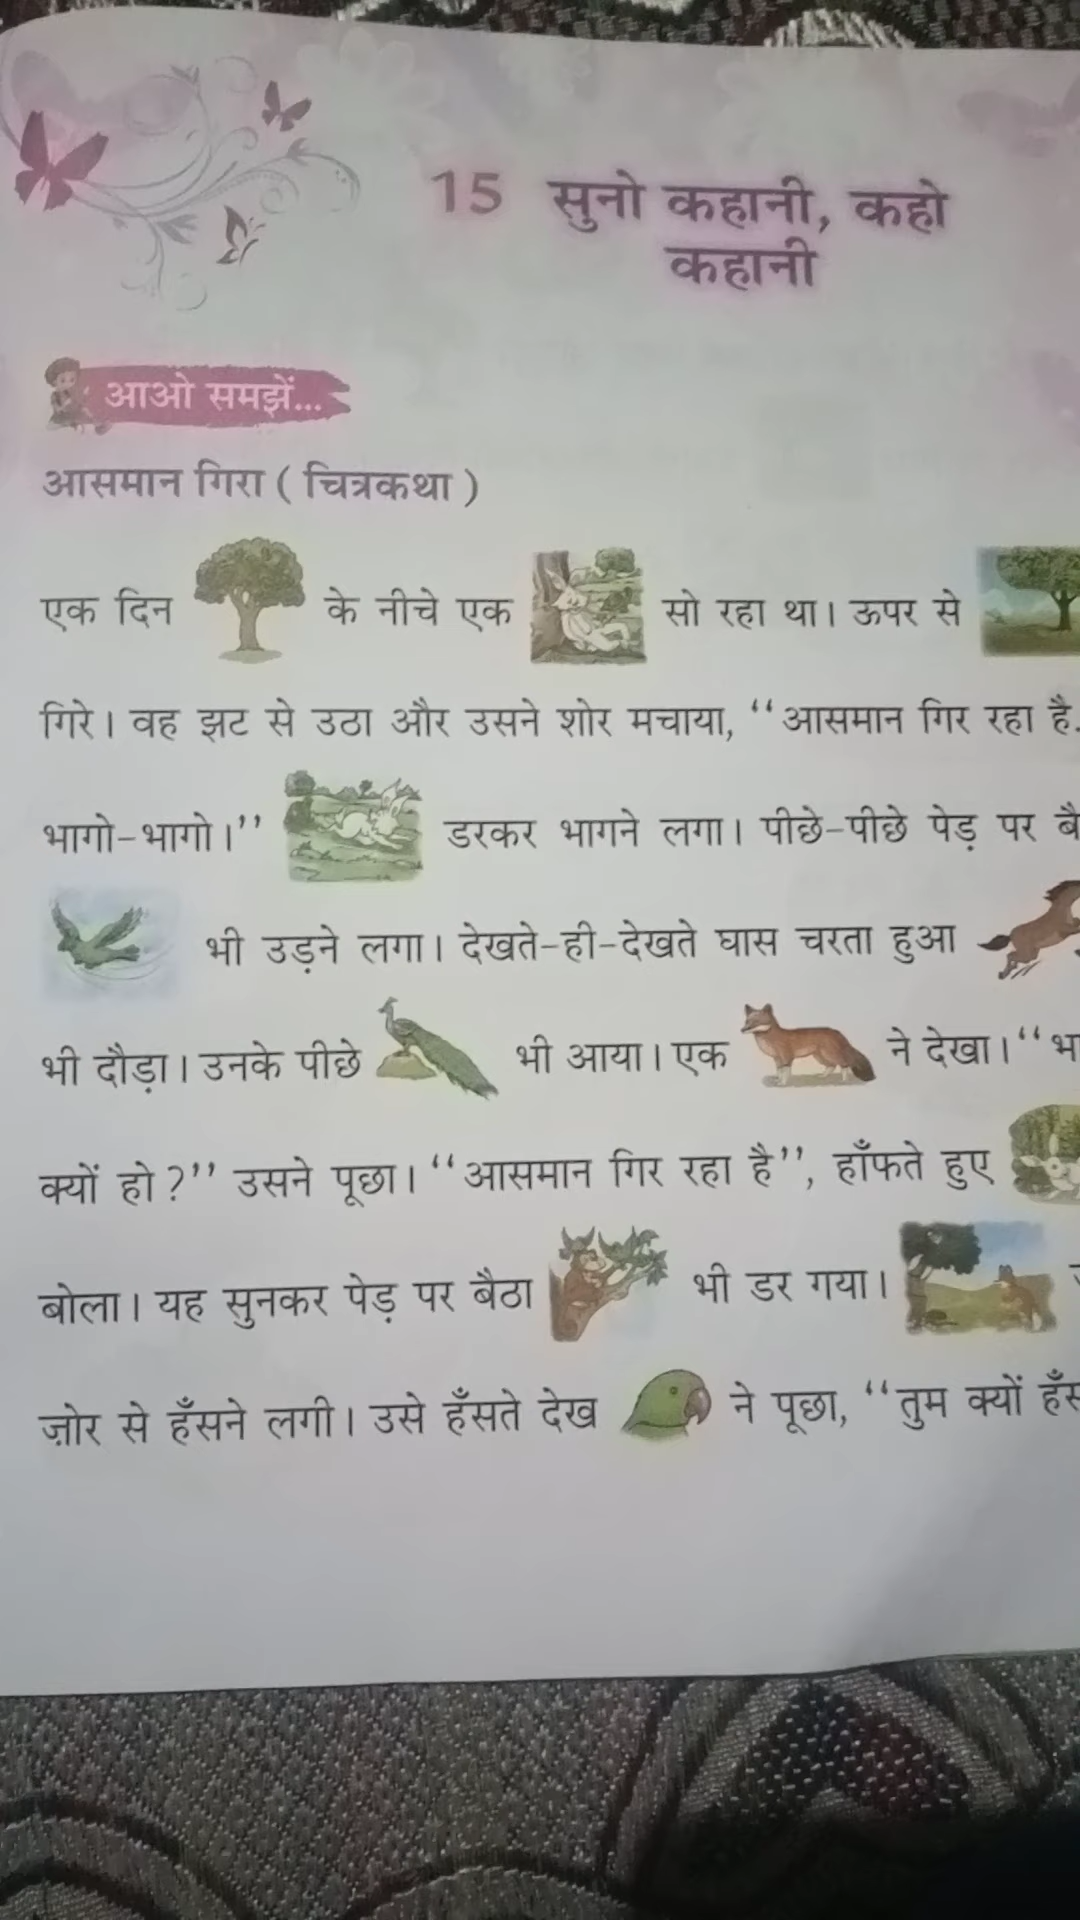 15 सुनो कहानी, कहो
कहानी
आओ समझें...
आसमान गिरा ( चित्रकथा )
एक दिन के नीचे एक सो रहा था। ऊपर से
गिरे। वह झट से उठा और उसने शोर मचाया, “आसमान गिर रहा है.
भागो-भागो।” डरकर भागने लगा। पीछे-पीछे पेड़ पर
भी उड़ने लगा। देखते-ही-देखते घास चरता हुआ
भी दौड़ा। उनके पीछे भी आया। एक ने देखा। “
क्यों हो?” उसने पूछा। “आसमान गिर रहा है”, हाँफते हुए
बोला। यह सुनकर पेड़ पर बैठा भी डर गया।
ज़ोर से हँसने लगी। उसे हँसते देख ने पूछा, “तुम क्यों